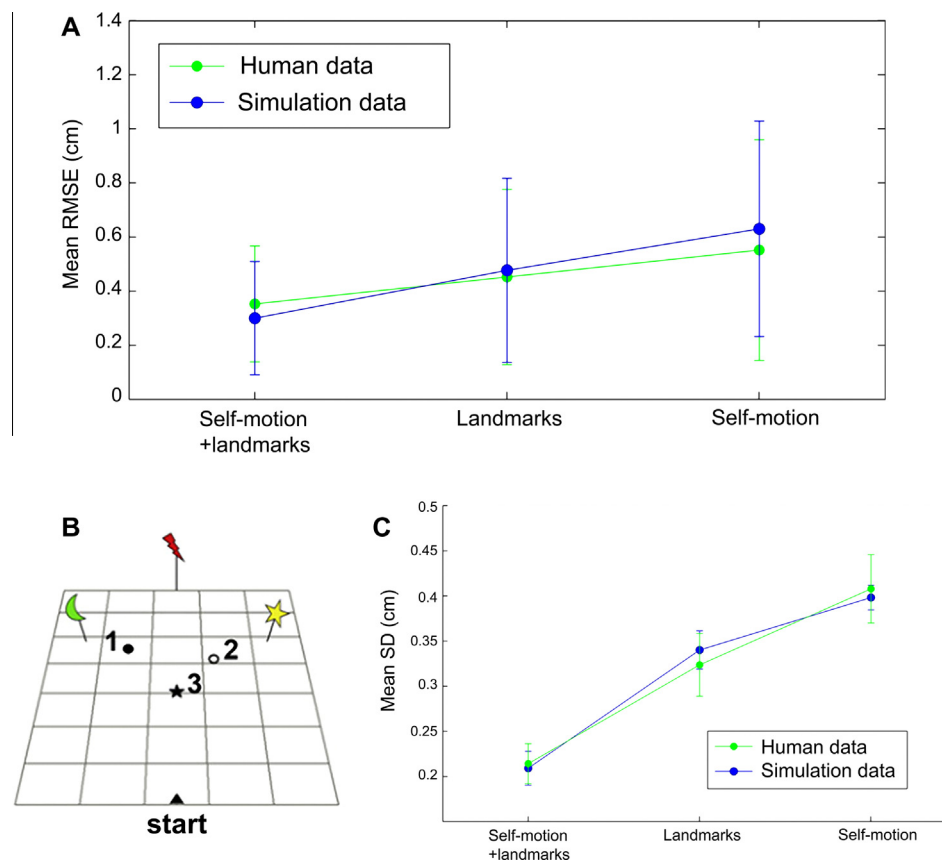 A
1.4
1.2
1
0.8
0.6
0.4
0.2
0
Mean RMSE (cm)
Human data
Simulation data
Self-motion
+landmarks
Landmarks
Self-motion
B
1
2
3
start
C
0.5
0.45
0.4
0.35
0.3
0.25
0.2
Mean SD (cm)
Human data
Simulation data
Self-motion
+landmarks
Landmarks
Self-motion